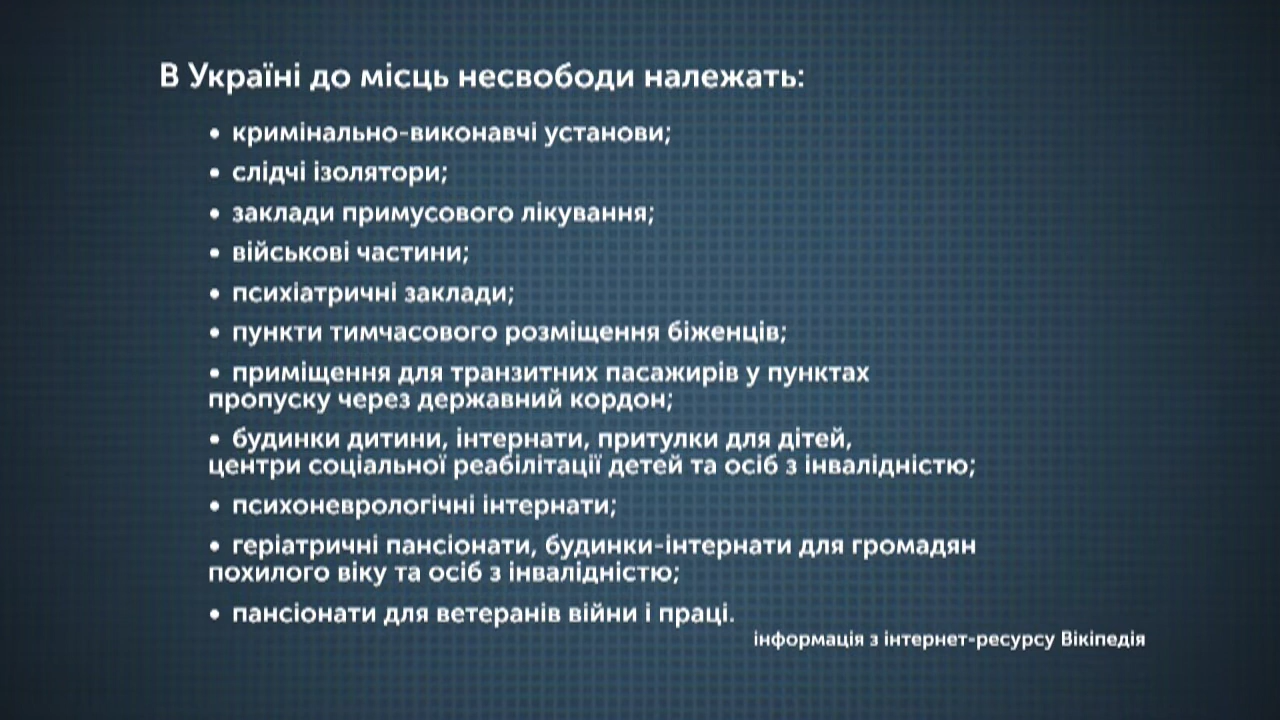 В Україні до місць несвободи належать:
• кримінально-виконавчі установи;
• слідчі ізолятори;
• заклади примусового лікування;
• військові частини;
• психіатричні заклади;
• пункти тимчасового розміщення біженців;
• приміщення для транзитних пасажирів у пунктах
пропуску через державний кордон;
• будинки дитини, інтернати, притулки для дітей,
центри соціальної реабілітації детей та осіб з інвалідністю;
• психоневрологічні інтернати;
• геріатричні пансіонати, будинки-інтернати для громадян
похилого віку та осіб з інвалідністю;
• пансіонати для ветеранів війни і праці.
інформація з інтернет-ресурсу Вікіпедія